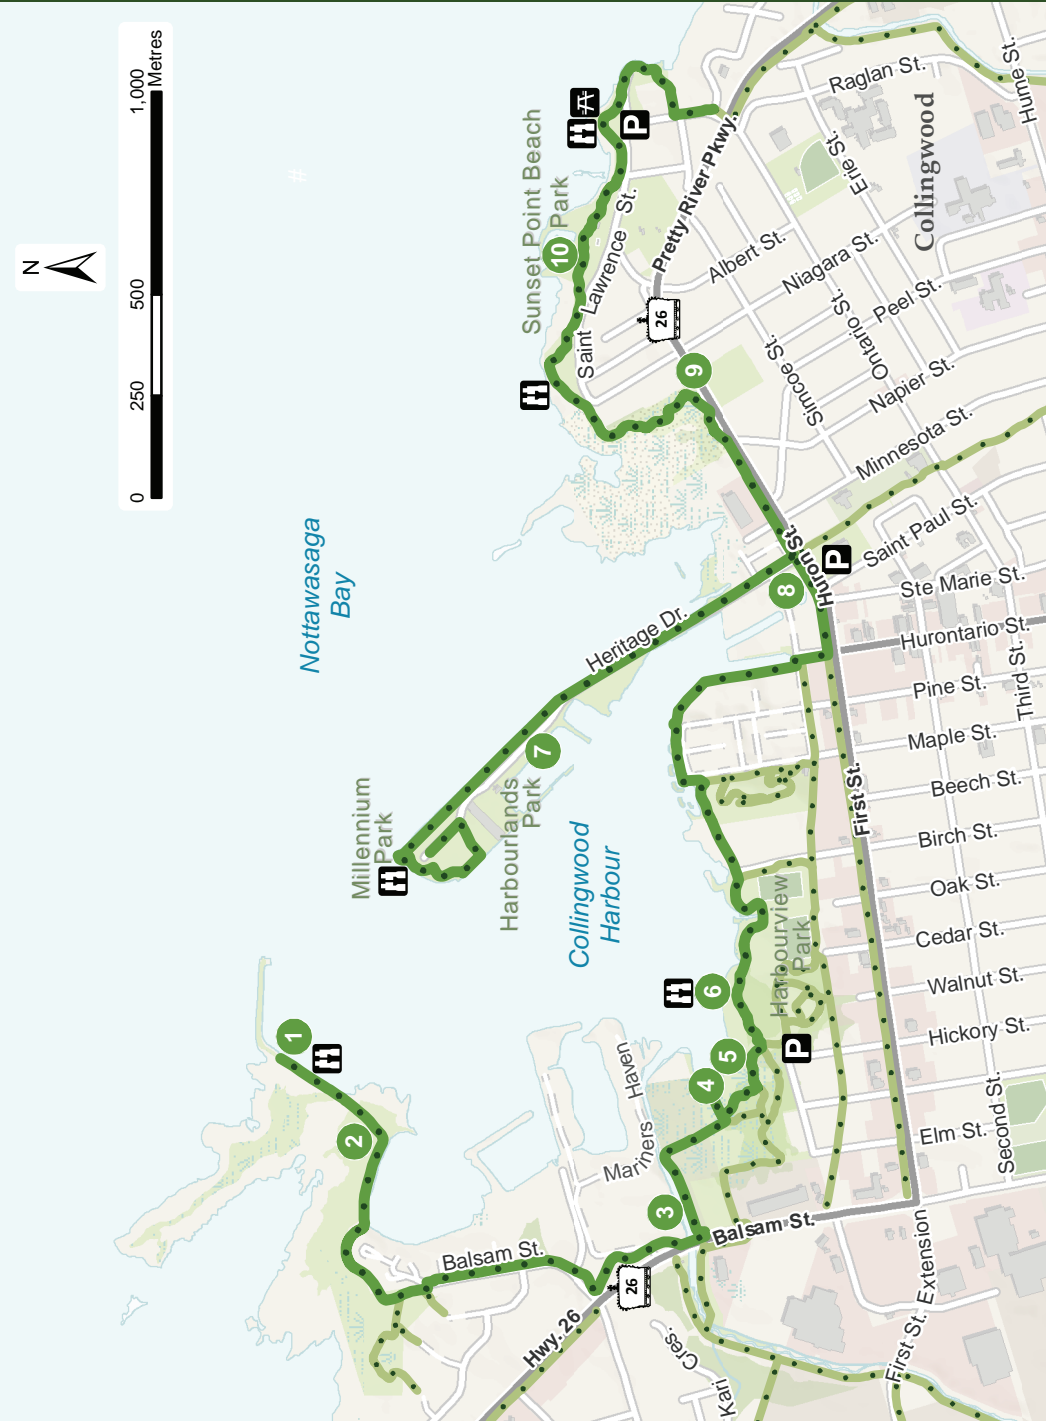 N
0
250
500
1,000
Metres
#
Nottawasaga
Bay
Sunset Point Beach
Park
Millennium
Park
Harbourlands
Park
Collingwood
Harbour
Harbourview
Park
Collingwood
1
2
3
4
5
6
7
8
9
10
P
P
P
26
26
Saint Lawrence St.
Pretty River Pkwy.
Raglan St.
Hume St.
Erie St.
Albert St.
Niagara St.
Ontario St.
Peel St.
Simcoe St.
Napier St.
Minnesota St.
Saint Paul St.
Huron St.
Heritage Dr.
Ste Marie St.
Hurontario St.
Third St.
Pine St.
Maple St.
Beech St.
First St.
Birch St.
Oak St.
Cedar St.
Walnut St.
Hickory St.
Second St.
Elm St.
Mariners Haven
Balsam St.
Balsam St.
Hwy. 26
First St. Extension
Kari Cres.